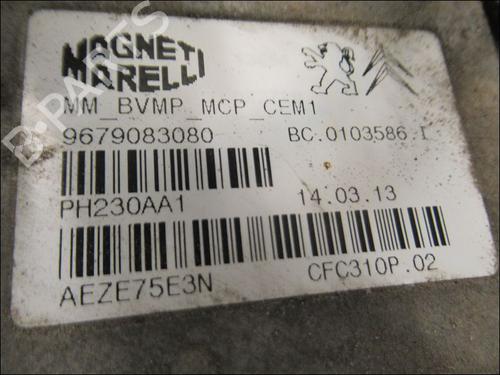 MAGNETI
MARELLI
MM_BVMP_MCP_CEM1
9679083080 BC.0103586.I
PH230AA1 14.03.13
AEZE75E3N CFC310P.02
B-PARTS